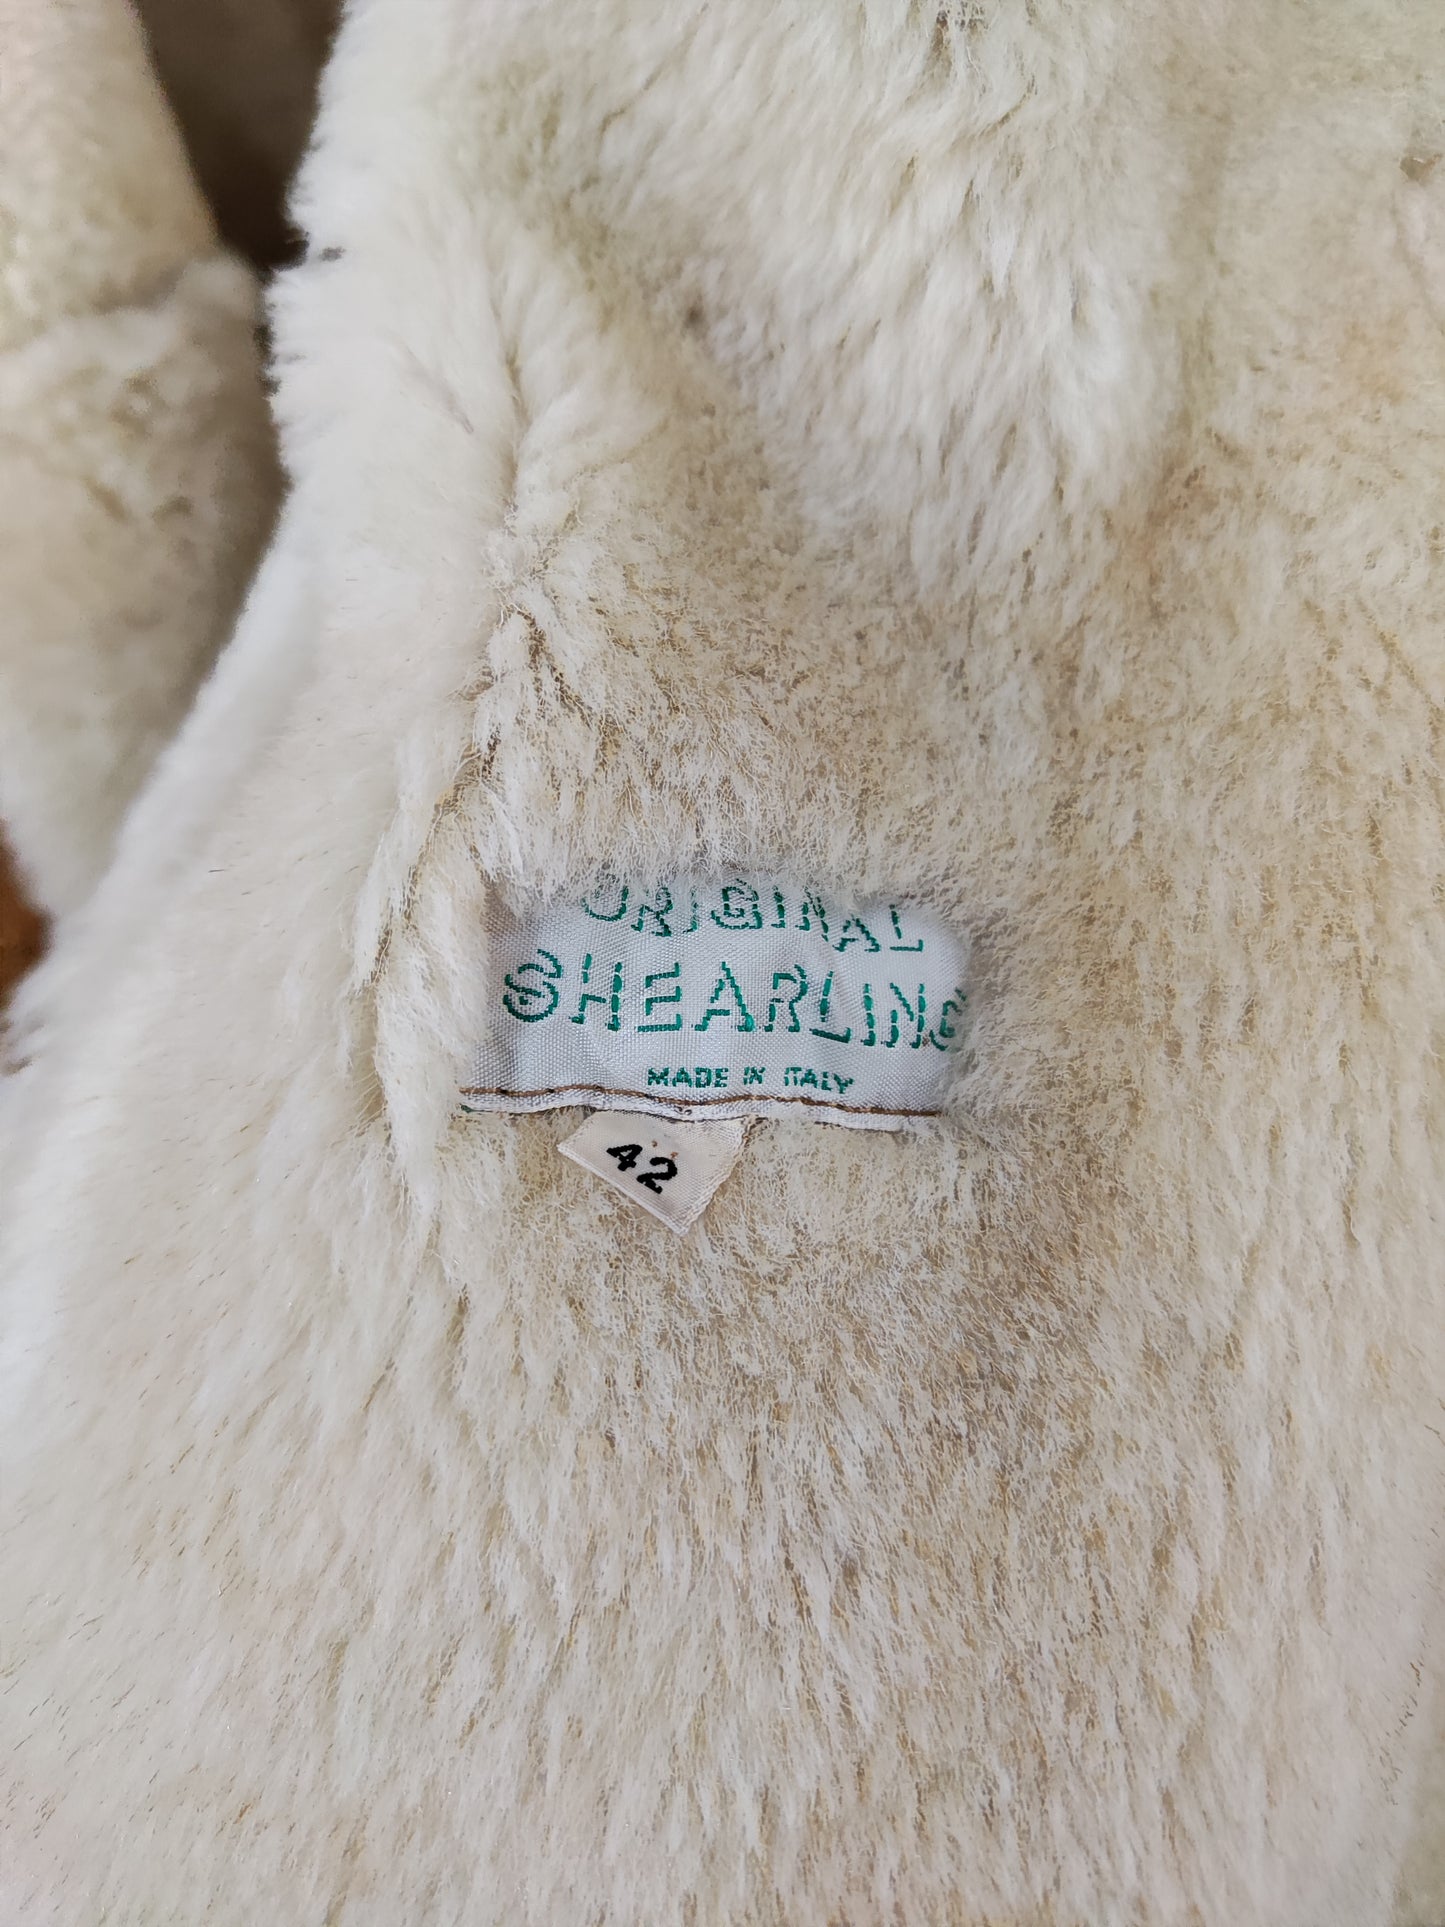 ORIGINAL
SHEARLING
MADE IN ITALY
42